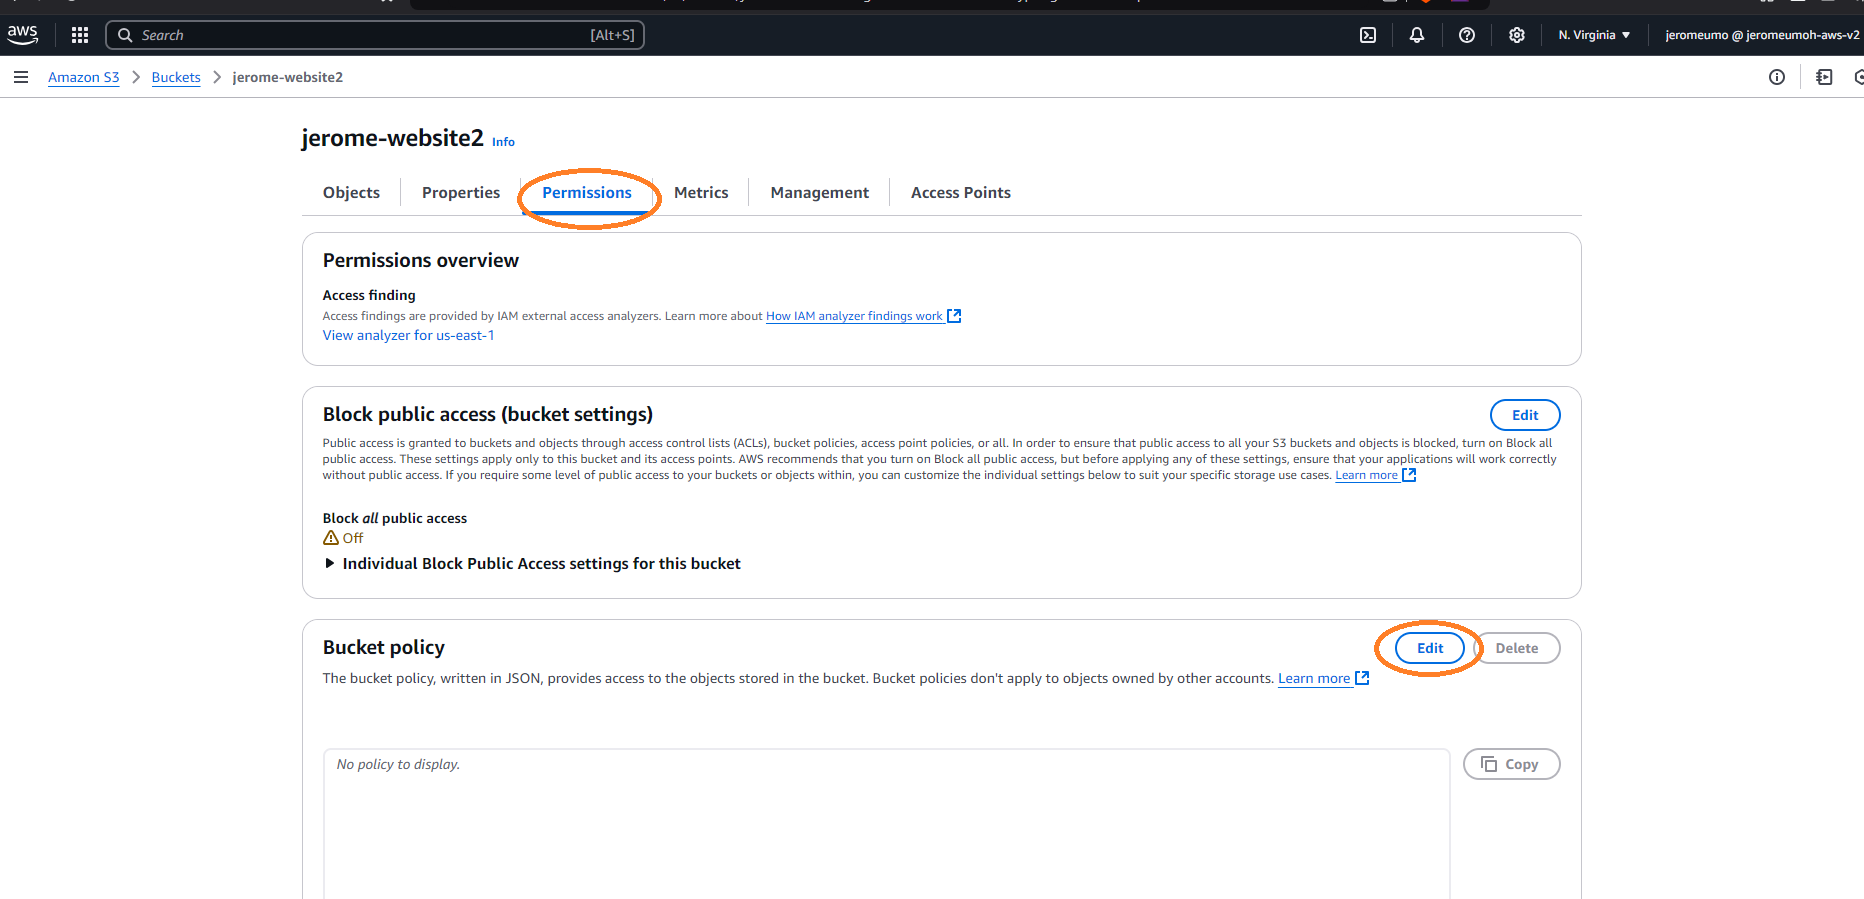 aws
Search [Alt+S]
N. Virginia
jeromeumo @ jeromeumoh-aws-v2
Amazon S3
Buckets
jerome-website2
jerome-website2 Info
Objects
Properties
Permissions
Metrics
Management
Access Points
Permissions overview
Access finding
Access findings are provided by IAM external access analyzers. Learn more about How IAM analyzer findings work
View analyzer for us-east-1
Block public access (bucket settings)
Edit
Public access is granted to buckets and objects through access control lists (ACLs), bucket policies, access point policies, or all. In order to ensure that public access to all your S3 buckets and objects is blocked, turn on Block all
public access. These settings apply only to this bucket and its access points. AWS recommends that you turn on Block all public access, but before applying any of these settings, ensure that your applications will work correctly
without public access. If you require some level of public access to your buckets or objects within, you can customize the individual settings below to suit your specific storage use cases. Learn more
Block all public access
Off
Individual Block Public Access settings for this bucket
Bucket policy
Edit
Delete
The bucket policy, written in JSON, provides access to the objects stored in the bucket. Bucket policies don't apply to objects owned by other accounts. Learn more
No policy to display.
Copy